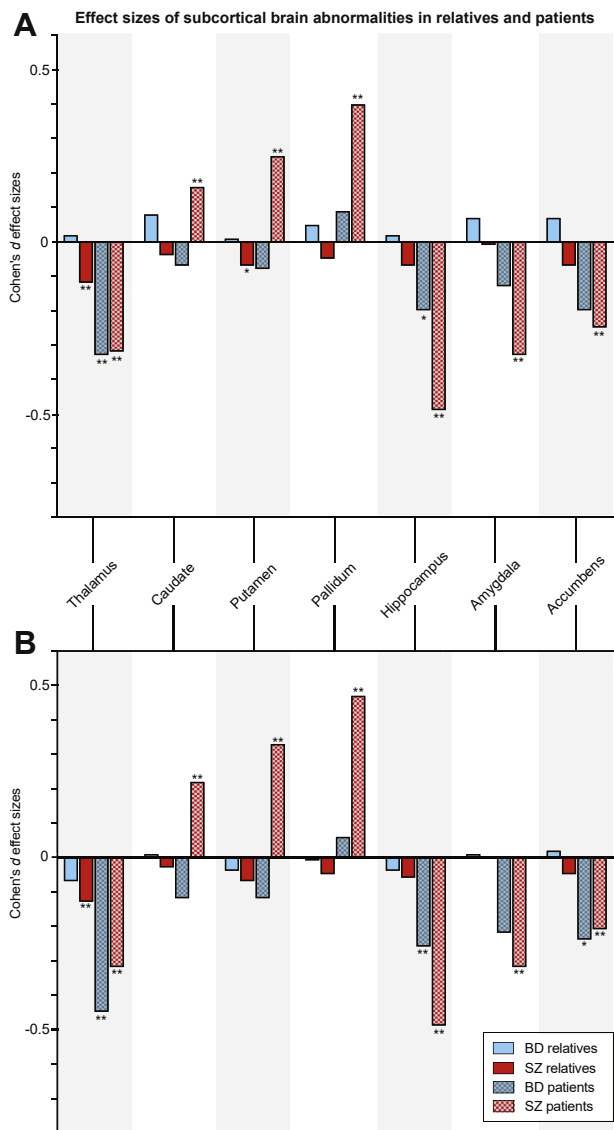 A
Effect sizes of subcortical brain abnormalities in relatives and patients
**
0.5
**
**
0
Cohen's d effect sizes
*
**
*
**
**
**
**
-0.5
**
Thalamus
Caudate
Putamen
Pallidum
Hippocampus
Amygdala
Accumbens
B
**
0.5
**
**
0
Cohen's d effect sizes
**
**
*
**
**
**
**
-0.5
**
BD relatives
SZ relatives
BD patients
SZ patients